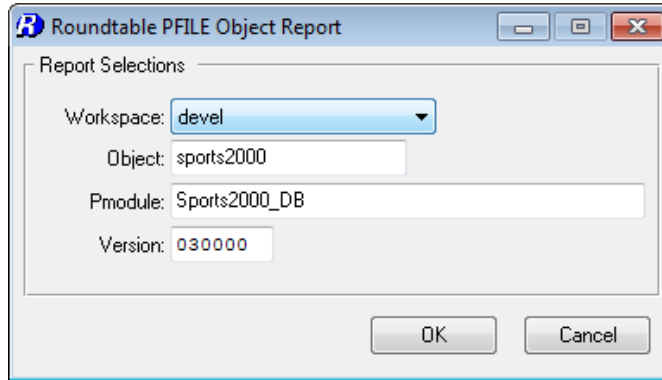 Roundtable PFILE Object Report
Report Selections
Workspace: devel
Object: sports2000
Pmodule: Sports2000_DB
Version: 030000
OK Cancel